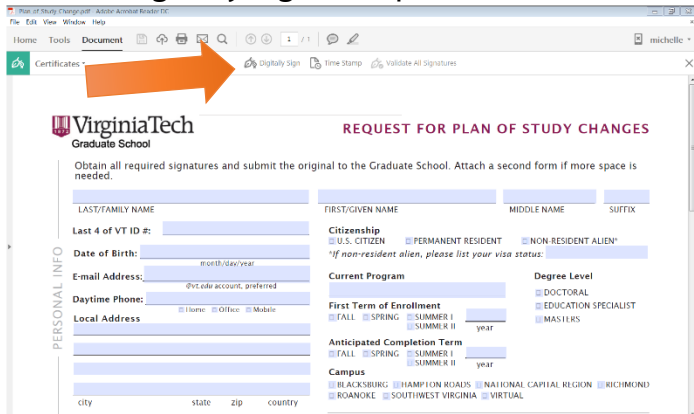 Plan of Study Change.pdf - Adobe Acrobat Reader DC
File Edit View Window Help
Home Tools Document 1 / 1 michelle
Certificates Digitally Sign Time Stamp Validate All Signatures
VirginiaTech
Graduate School
REQUEST FOR PLAN OF STUDY CHANGES
Obtain all required signatures and submit the original to the Graduate School. Attach a second form if more space is
needed.
LAST/FAMILY NAME FIRST/GIVEN NAME MIDDLE NAME SUFFIX
PERSONAL INFO
Last 4 of VT ID #:
Date of Birth:
month/day/year
E-mail Address:
@vt.edu account, preferred
Daytime Phone:
Home Office Mobile
Local Address
city state zip country
Citizenship
U.S. CITIZEN PERMANENT RESIDENT NON-RESIDENT ALIEN*
*If non-resident alien, please list your visa status:
Current Program
Degree Level
DOCTORAL
EDUCATION SPECIALIST
MASTERS
First Term of Enrollment
FALL SPRING SUMMER I
SUMMER II year
Anticipated Completion Term
FALL SPRING SUMMER I
SUMMER II year
Campus
BLACKSBURG HAMPTON ROADS NATIONAL CAPITAL REGION RICHMOND
ROANOKE SOUTHWEST VIRGINIA VIRTUAL